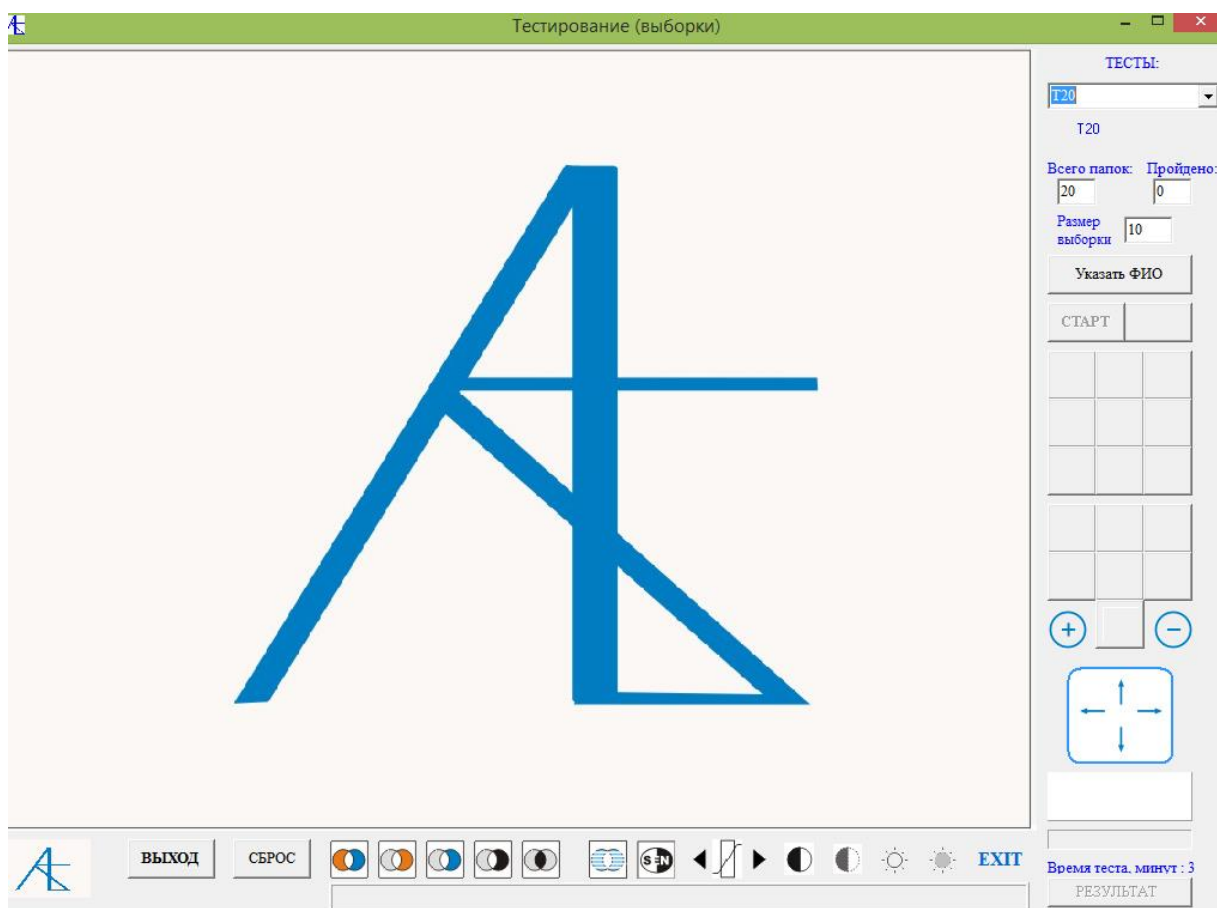 Тестирование (выборки)
ТЕСТЫ:
T20
T20
Всего папок: Пройдено:
20 0
Размер выборки 10
Указать ФИО
СТАРТ
ВЫХОД СБРОС SEN EXIT
Время теста, минут : 3
РЕЗУЛЬТАТ